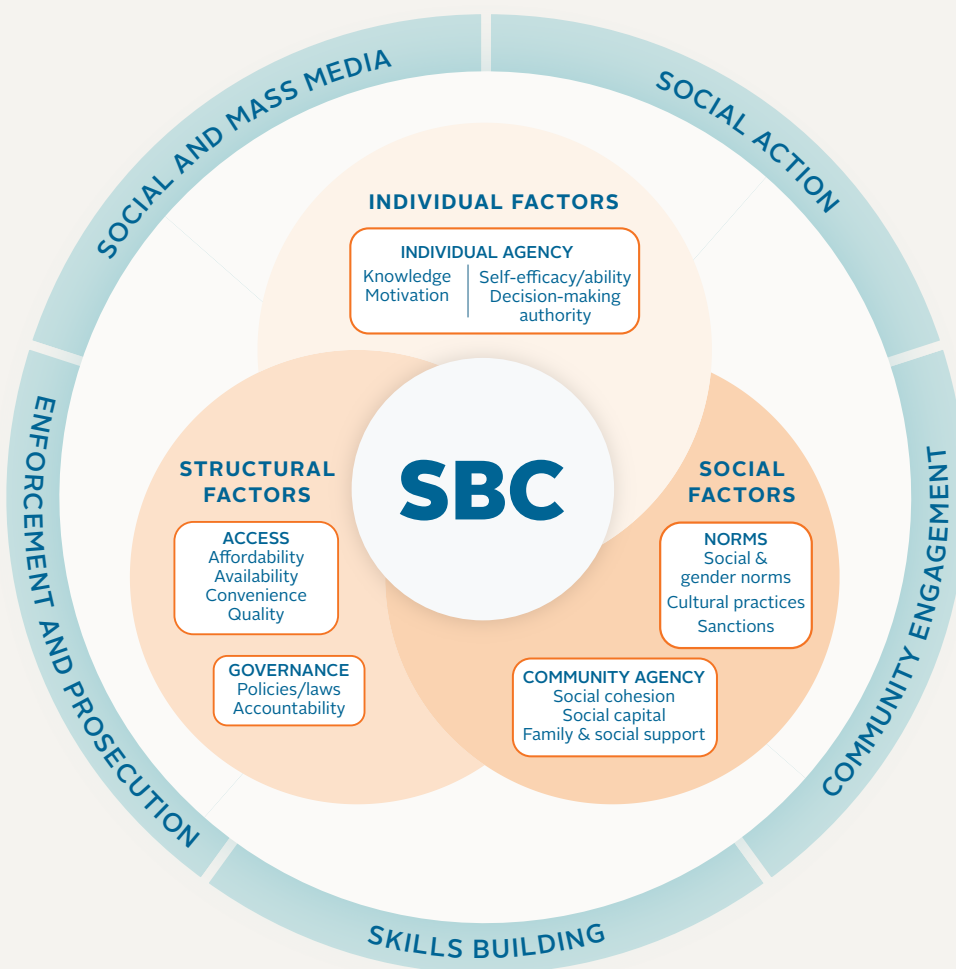 SOCIAL AND MASS MEDIA
SOCIAL ACTION
INDIVIDUAL FACTORS
INDIVIDUAL AGENCY
Knowledge
Motivation
Self-efficacy/ability
Decision-making
authority
SBC
STRUCTURAL
FACTORS
ACCESS
Affordability
Availability
Convenience
Quality
GOVERNANCE
Policies/laws
Accountability
SOCIAL
FACTORS
NORMS
Social &
gender norms
Cultural practices
Sanctions
COMMUNITY AGENCY
Social cohesion
Social capital
Family & social support
ENFORCEMENT AND PROSECUTION
COMMUNITY ENGAGEMENT
SKILLS BUILDING